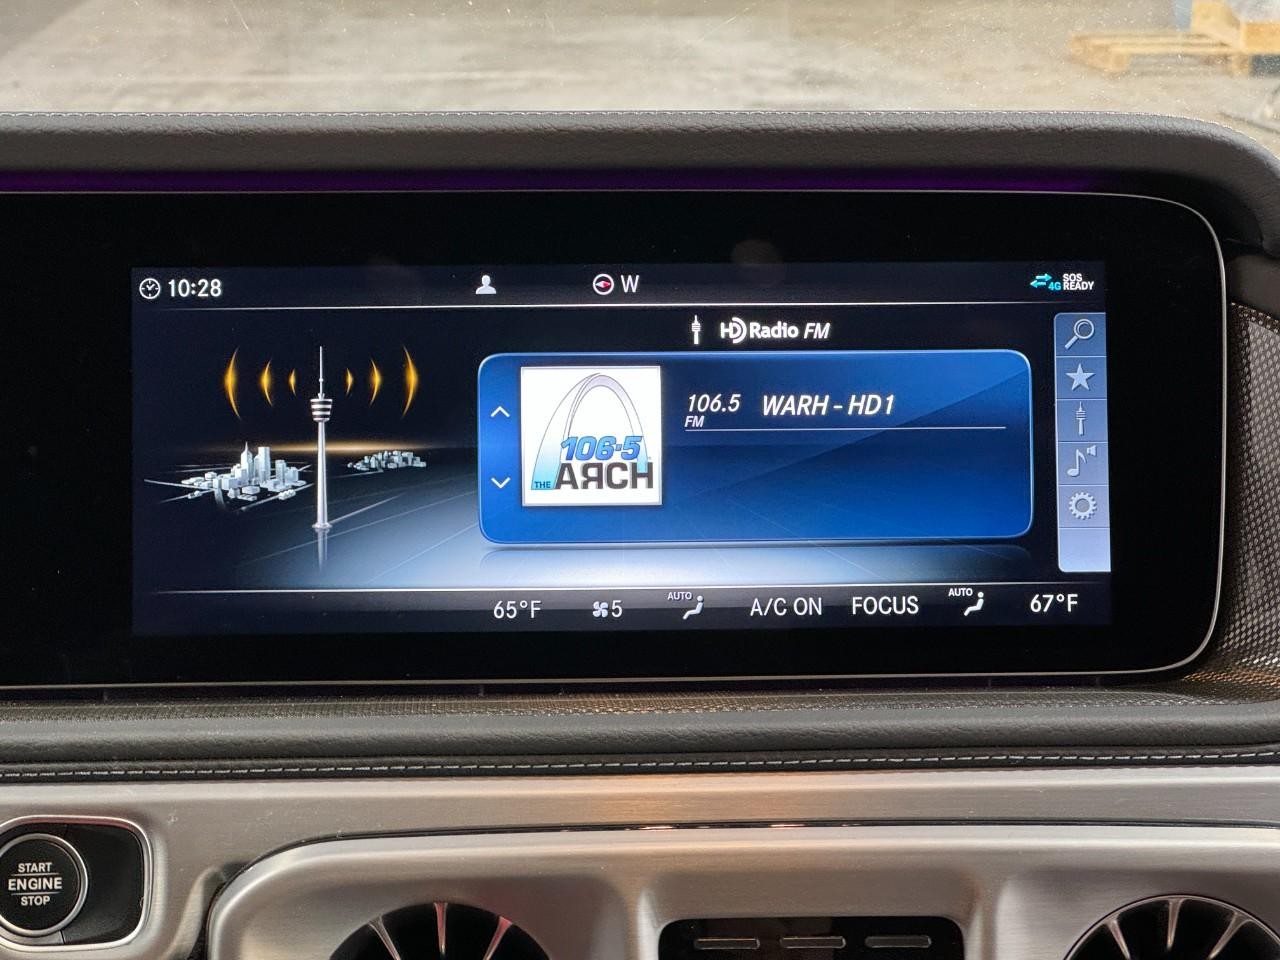 10:28
W
4G
SOS
READY
HD Radio FM
106.5
FM
WARH - HD1
106.5
THE ARCH
65°F
5
AUTO
A/C ON
FOCUS
AUTO
67°F
START
ENGINE
STOP